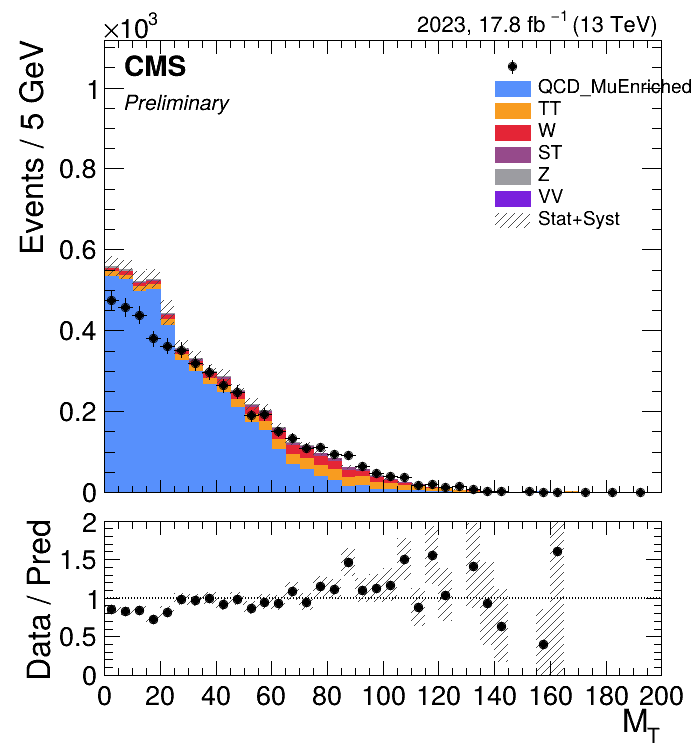 ×10³
2023, 17.8 fb⁻¹ (13 TeV)
CMS
Preliminary
QCD_MuEnriched
TT
W
ST
Z
VV
Stat+Syst
Events / 5 GeV
1
0.8
0.6
0.4
0.2
0
Data / Pred
2
1.5
1
0.5
0
0 20 40 60 80 100 120 140 160 180 200
M_T